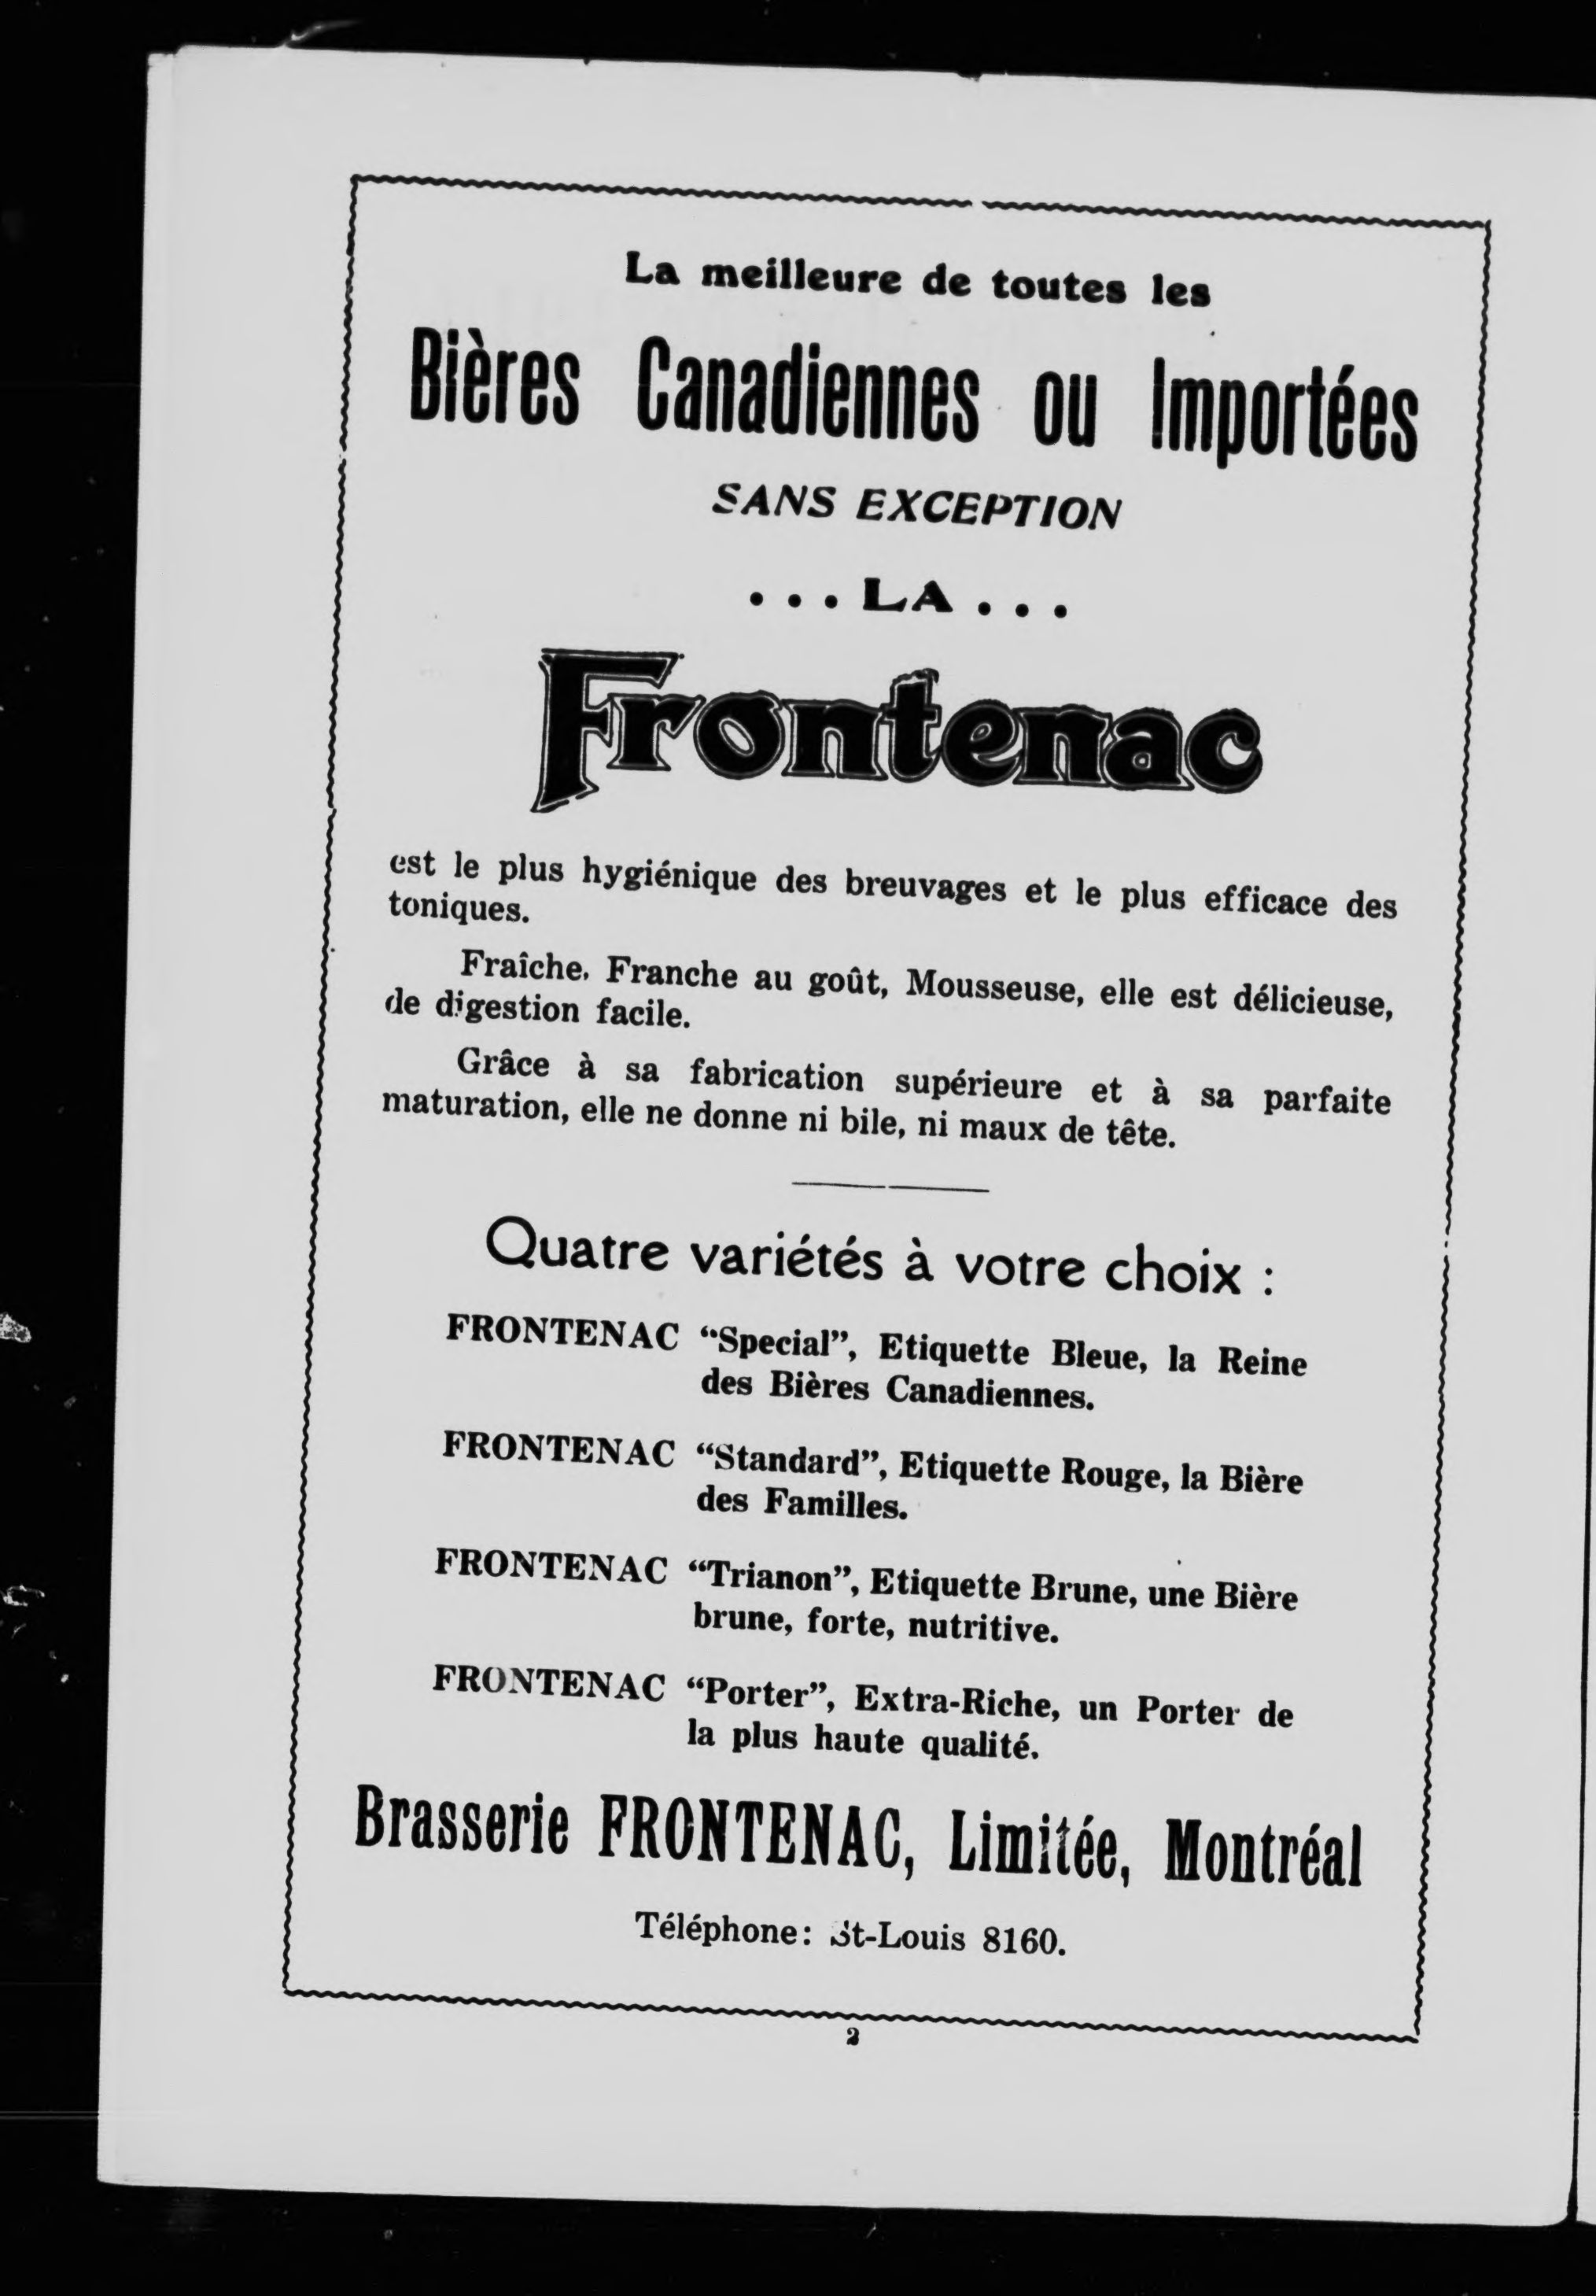 La meilleure de toutes les
Bières Canadiennes ou Importées
SANS EXCEPTION
...LA...
Frontenac
est le plus hygiénique des breuvages et le plus efficace des
toniques.
Fraîche, Franche au goût, Mousseuse, elle est délicieuse,
de digestion facile.
Grâce à sa fabrication supérieure et à sa parfaite
maturation, elle ne donne ni bile, ni maux de tête.
Quatre variétés à votre choix :
FRONTENAC “Special”, Etiquette Bleue, la Reine
des Bières Canadiennes.
FRONTENAC “Standard”, Etiquette Rouge, la Bière
des Familles.
FRONTENAC “Trianon”, Etiquette Brune, une Bière
brune, forte, nutritive.
FRONTENAC “Porter”, Extra-Riche, un Porter de
la plus haute qualité.
Brasserie FRONTENAC, Limitée, Montréal
Téléphone: St-Louis 8160.
2